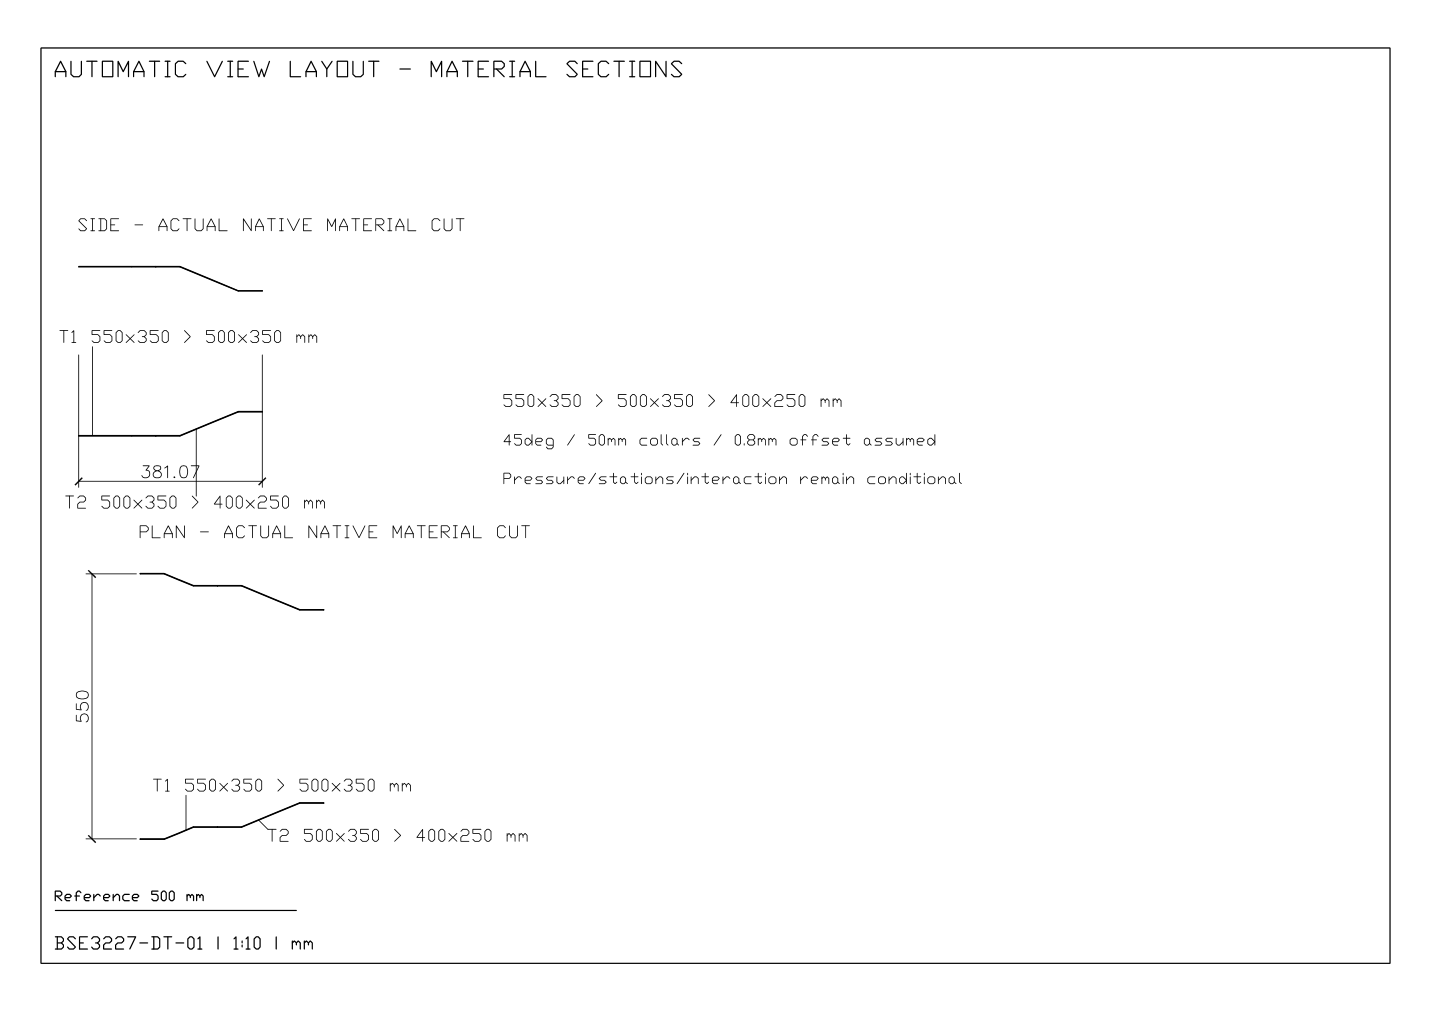 AUTOMATIC VIEW LAYOUT - MATERIAL SECTIONS
SIDE - ACTUAL NATIVE MATERIAL CUT
T1 550x350 > 500x350 mm
550x350 > 500x350 > 400x250 mm
45deg / 50mm collars / 0.8mm offset assumed
381.07
Pressure/stations/interaction remain conditional
T2 500x350 > 400x250 mm
PLAN - ACTUAL NATIVE MATERIAL CUT
550
T1 550x350 > 500x350 mm
T2 500x350 > 400x250 mm
Reference 500 mm
BSE3227-DT-01 | 1:10 | mm